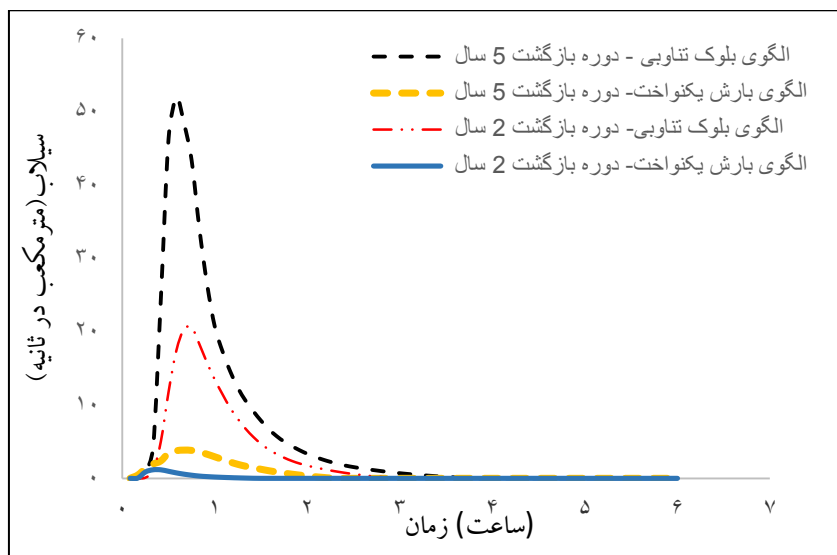 الگوی بلوک تناوبی - دوره بازگشت 5 سال
الگوی بارش یکنواخت- دوره بازگشت 5 سال
الگوی بلوک تناوبی- دوره بازگشت 2 سال
الگوی بارش یکنواخت- دوره بازگشت 2 سال
سیلاب(مترمکعب در ثانیه)
۶۰
۵۰
۴۰
۳۰
۲۰
۱۰
۰
۰ ۱ ۲ ۳ ۴ ۵ ۶ ۷
زمان (ساعت)